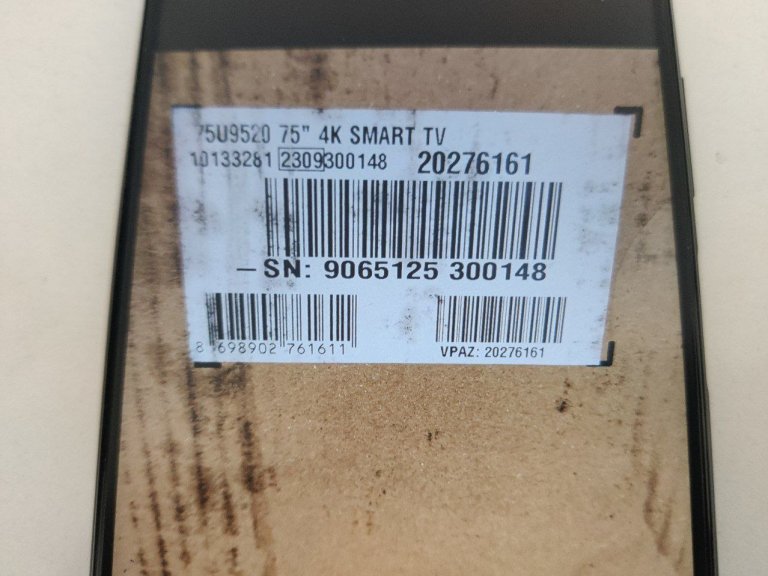 75U9520 75" 4K SMART TV
10133281 2309300148 20276161
SN: 9065125 300148
8 698902 761611
VPAZ: 20276161